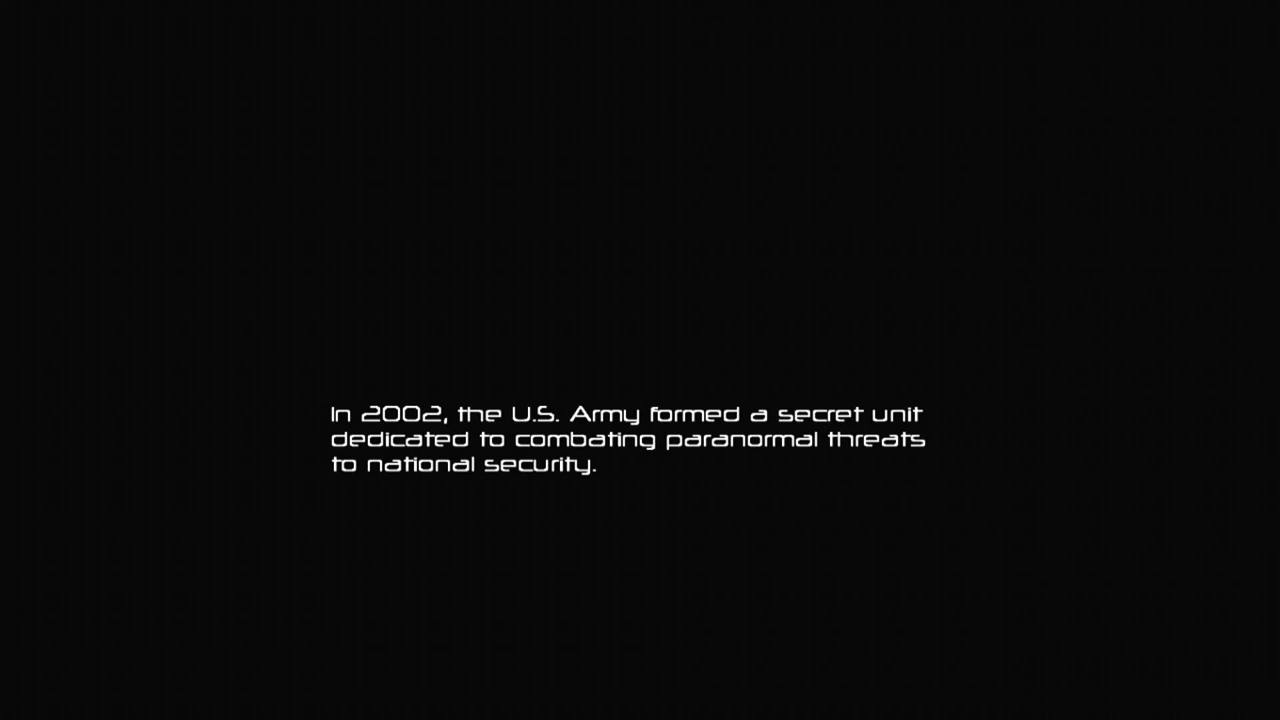 In 2002, the U.S. Army formed a secret unit
dedicated to combating paranormal threats
to national security.